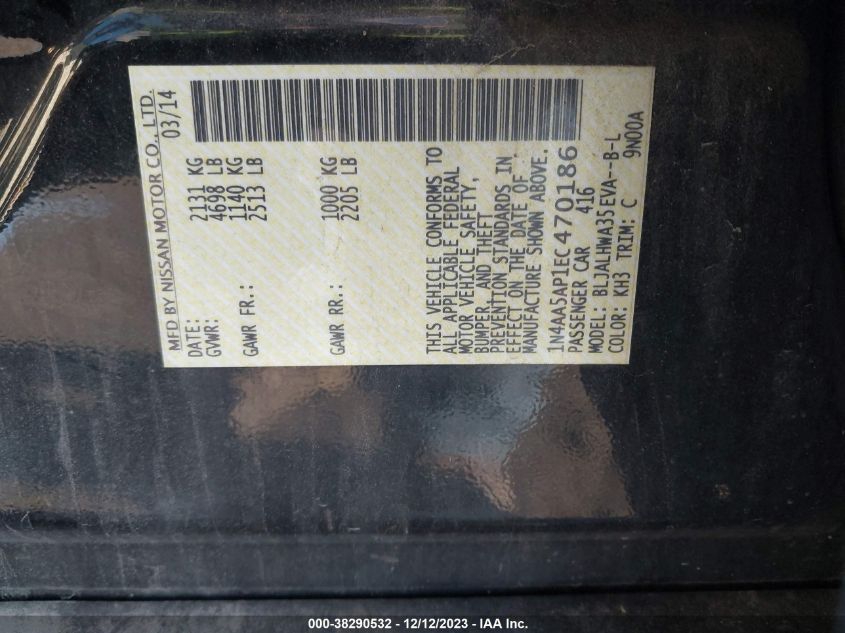 MFD BY NISSAN MOTOR CO., LTD.
DATE: 03/14
GVWR: 2131 KG
4698 LB
GAWR FR.: 1140 KG
2513 LB
GAWR RR.: 1000 KG
2205 LB
THIS VEHICLE CONFORMS TO
ALL APPLICABLE FEDERAL
MOTOR VEHICLE SAFETY,
BUMPER, AND THEFT
PREVENTION STANDARDS IN
EFFECT ON THE DATE OF
MANUFACTURE SHOWN ABOVE.
1N4AA5AP1EC470186
PASSENGER CAR 416
MODEL: BLJALHWA35EVA--B-L
COLOR: KH3 TRIM: C 9N00A
000-38290532 - 12/12/2023 - © IAA Inc.